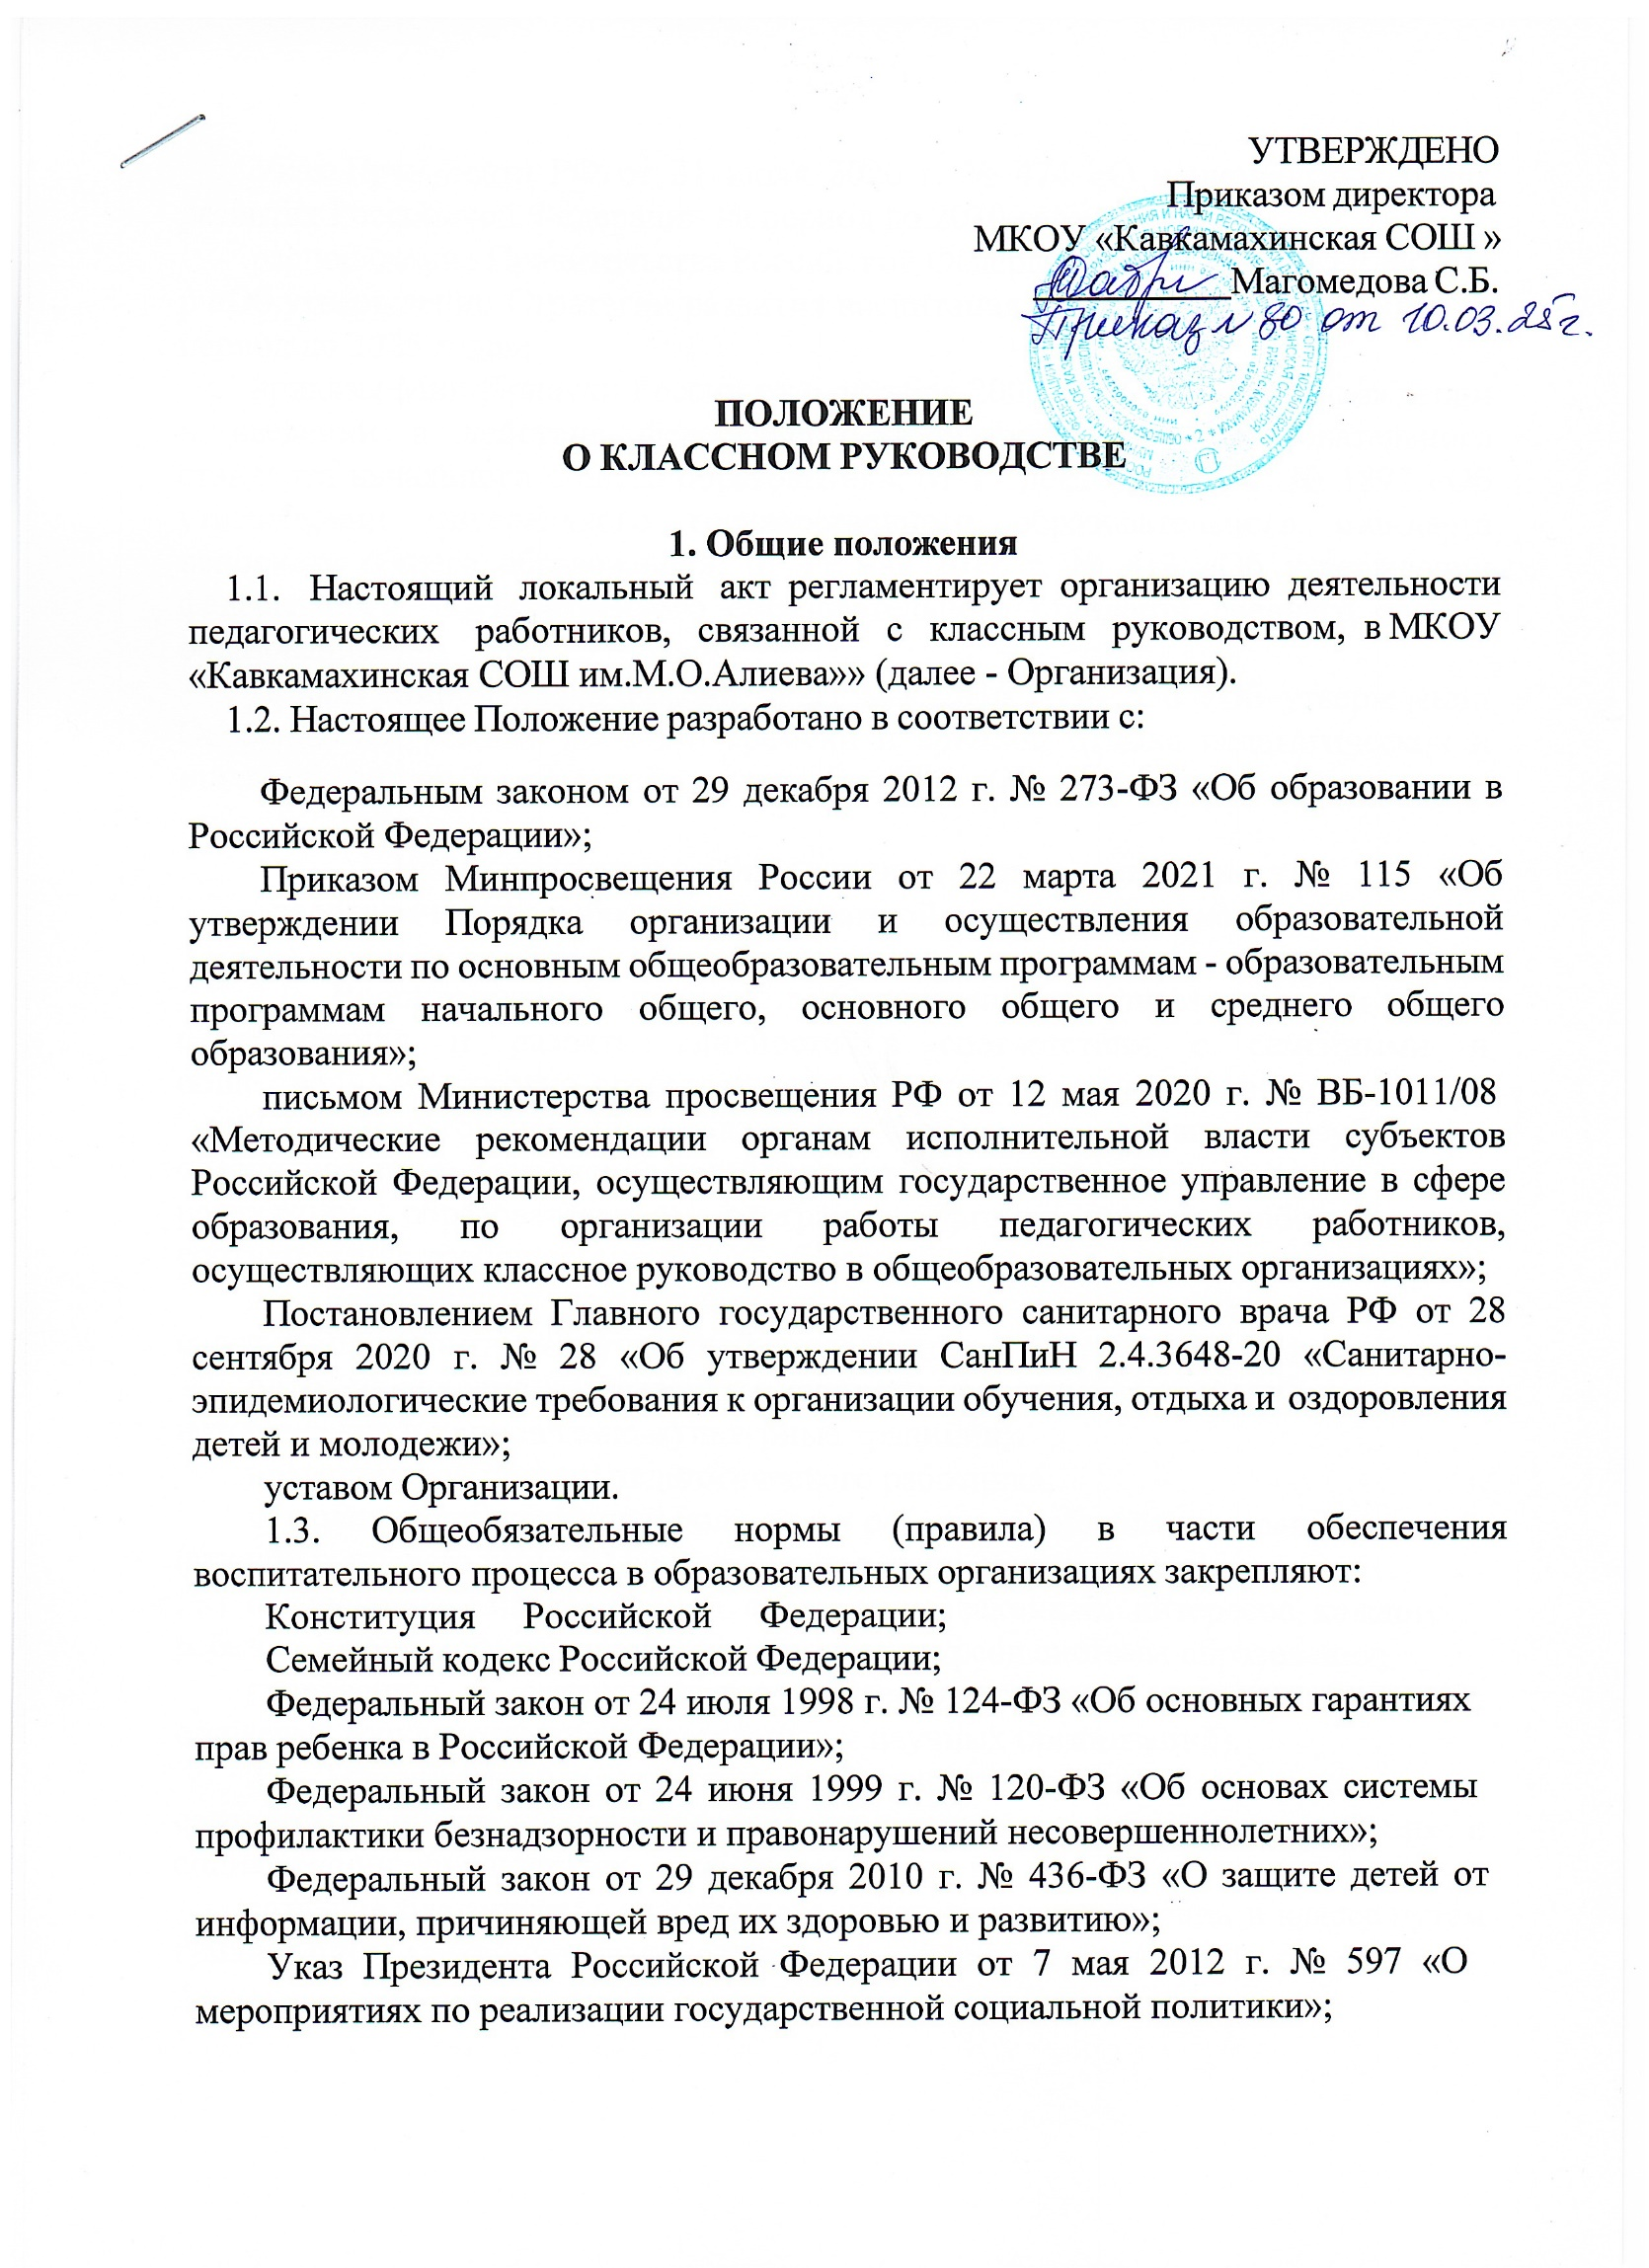 УТВЕРЖДЕНО
Приказом директора
МКОУ «Кавкамахинская СОШ »
Магомедова С.Б.
Приказ № 80 от 10.03.25г.
ПОЛОЖЕНИЕ
О КЛАССНОМ РУКОВОДСТВЕ
1. Общие положения
1.1. Настоящий локальный акт регламентирует организацию деятельности
педагогических работников, связанной с классным руководством, в МКОУ
«Кавкамахинская СОШ им.М.О.Алиева»» (далее - Организация).
1.2. Настоящее Положение разработано в соответствии с:
Федеральным законом от 29 декабря 2012 г. № 273-ФЗ «Об образовании в
Российской Федерации»;
Приказом Минпросвещения России от 22 марта 2021 г. № 115 «Об
утверждении Порядка организации и осуществления образовательной
деятельности по основным общеобразовательным программам - образовательным
программам начального общего, основного общего и среднего общего
образования»;
письмом Министерства просвещения РФ от 12 мая 2020 г. № ВБ-1011/08
«Методические рекомендации органам исполнительной власти субъектов
Российской Федерации, осуществляющим государственное управление в сфере
образования, по организации работы педагогических работников,
осуществляющих классное руководство в общеобразовательных организациях»;
Постановлением Главного государственного санитарного врача РФ от 28
сентября 2020 г. № 28 «Об утверждении СанПиН 2.4.3648-20 «Санитарно-
эпидемиологические требования к организации обучения, отдыха и оздоровления
детей и молодежи»;
уставом Организации.
1.3. Общеобязательные нормы (правила) в части обеспечения
воспитательного процесса в образовательных организациях закрепляют:
Конституция Российской Федерации;
Семейный кодекс Российской Федерации;
Федеральный закон от 24 июля 1998 г. № 124-ФЗ «Об основных гарантиях
прав ребенка в Российской Федерации»;
Федеральный закон от 24 июня 1999 г. № 120-ФЗ «Об основах системы
профилактики безнадзорности и правонарушений несовершеннолетних»;
Федеральный закон от 29 декабря 2010 г. № 436-ФЗ «О защите детей от
информации, причиняющей вред их здоровью и развитию»;
Указ Президента Российской Федерации от 7 мая 2012 г. № 597 «О
мероприятиях по реализации государственной социальной политики»;